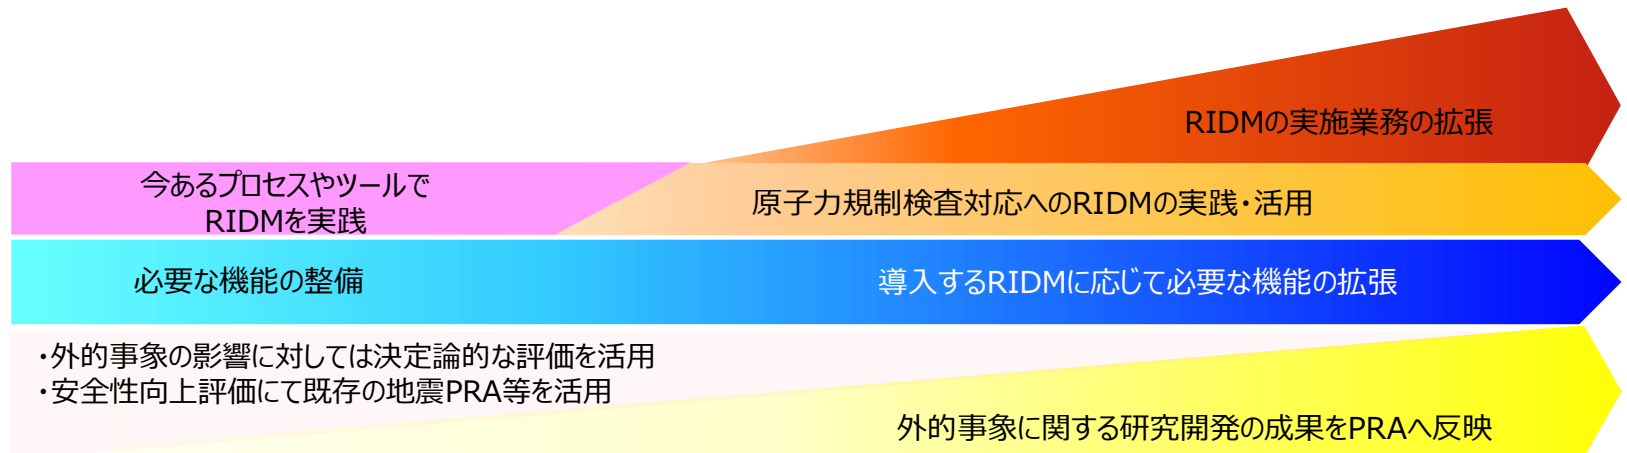 RIDMの実施業務の拡張
今あるプロセスやツールで
RIDMを実践
原子力規制検査対応へのRIDMの実践・活用
必要な機能の整備
導入するRIDMに応じて必要な機能の拡張
・外的事象の影響に対しては決定論的な評価を活用
・安全性向上評価にて既存の地震PRA等を活用
外的事象に関する研究開発の成果をPRAへ反映